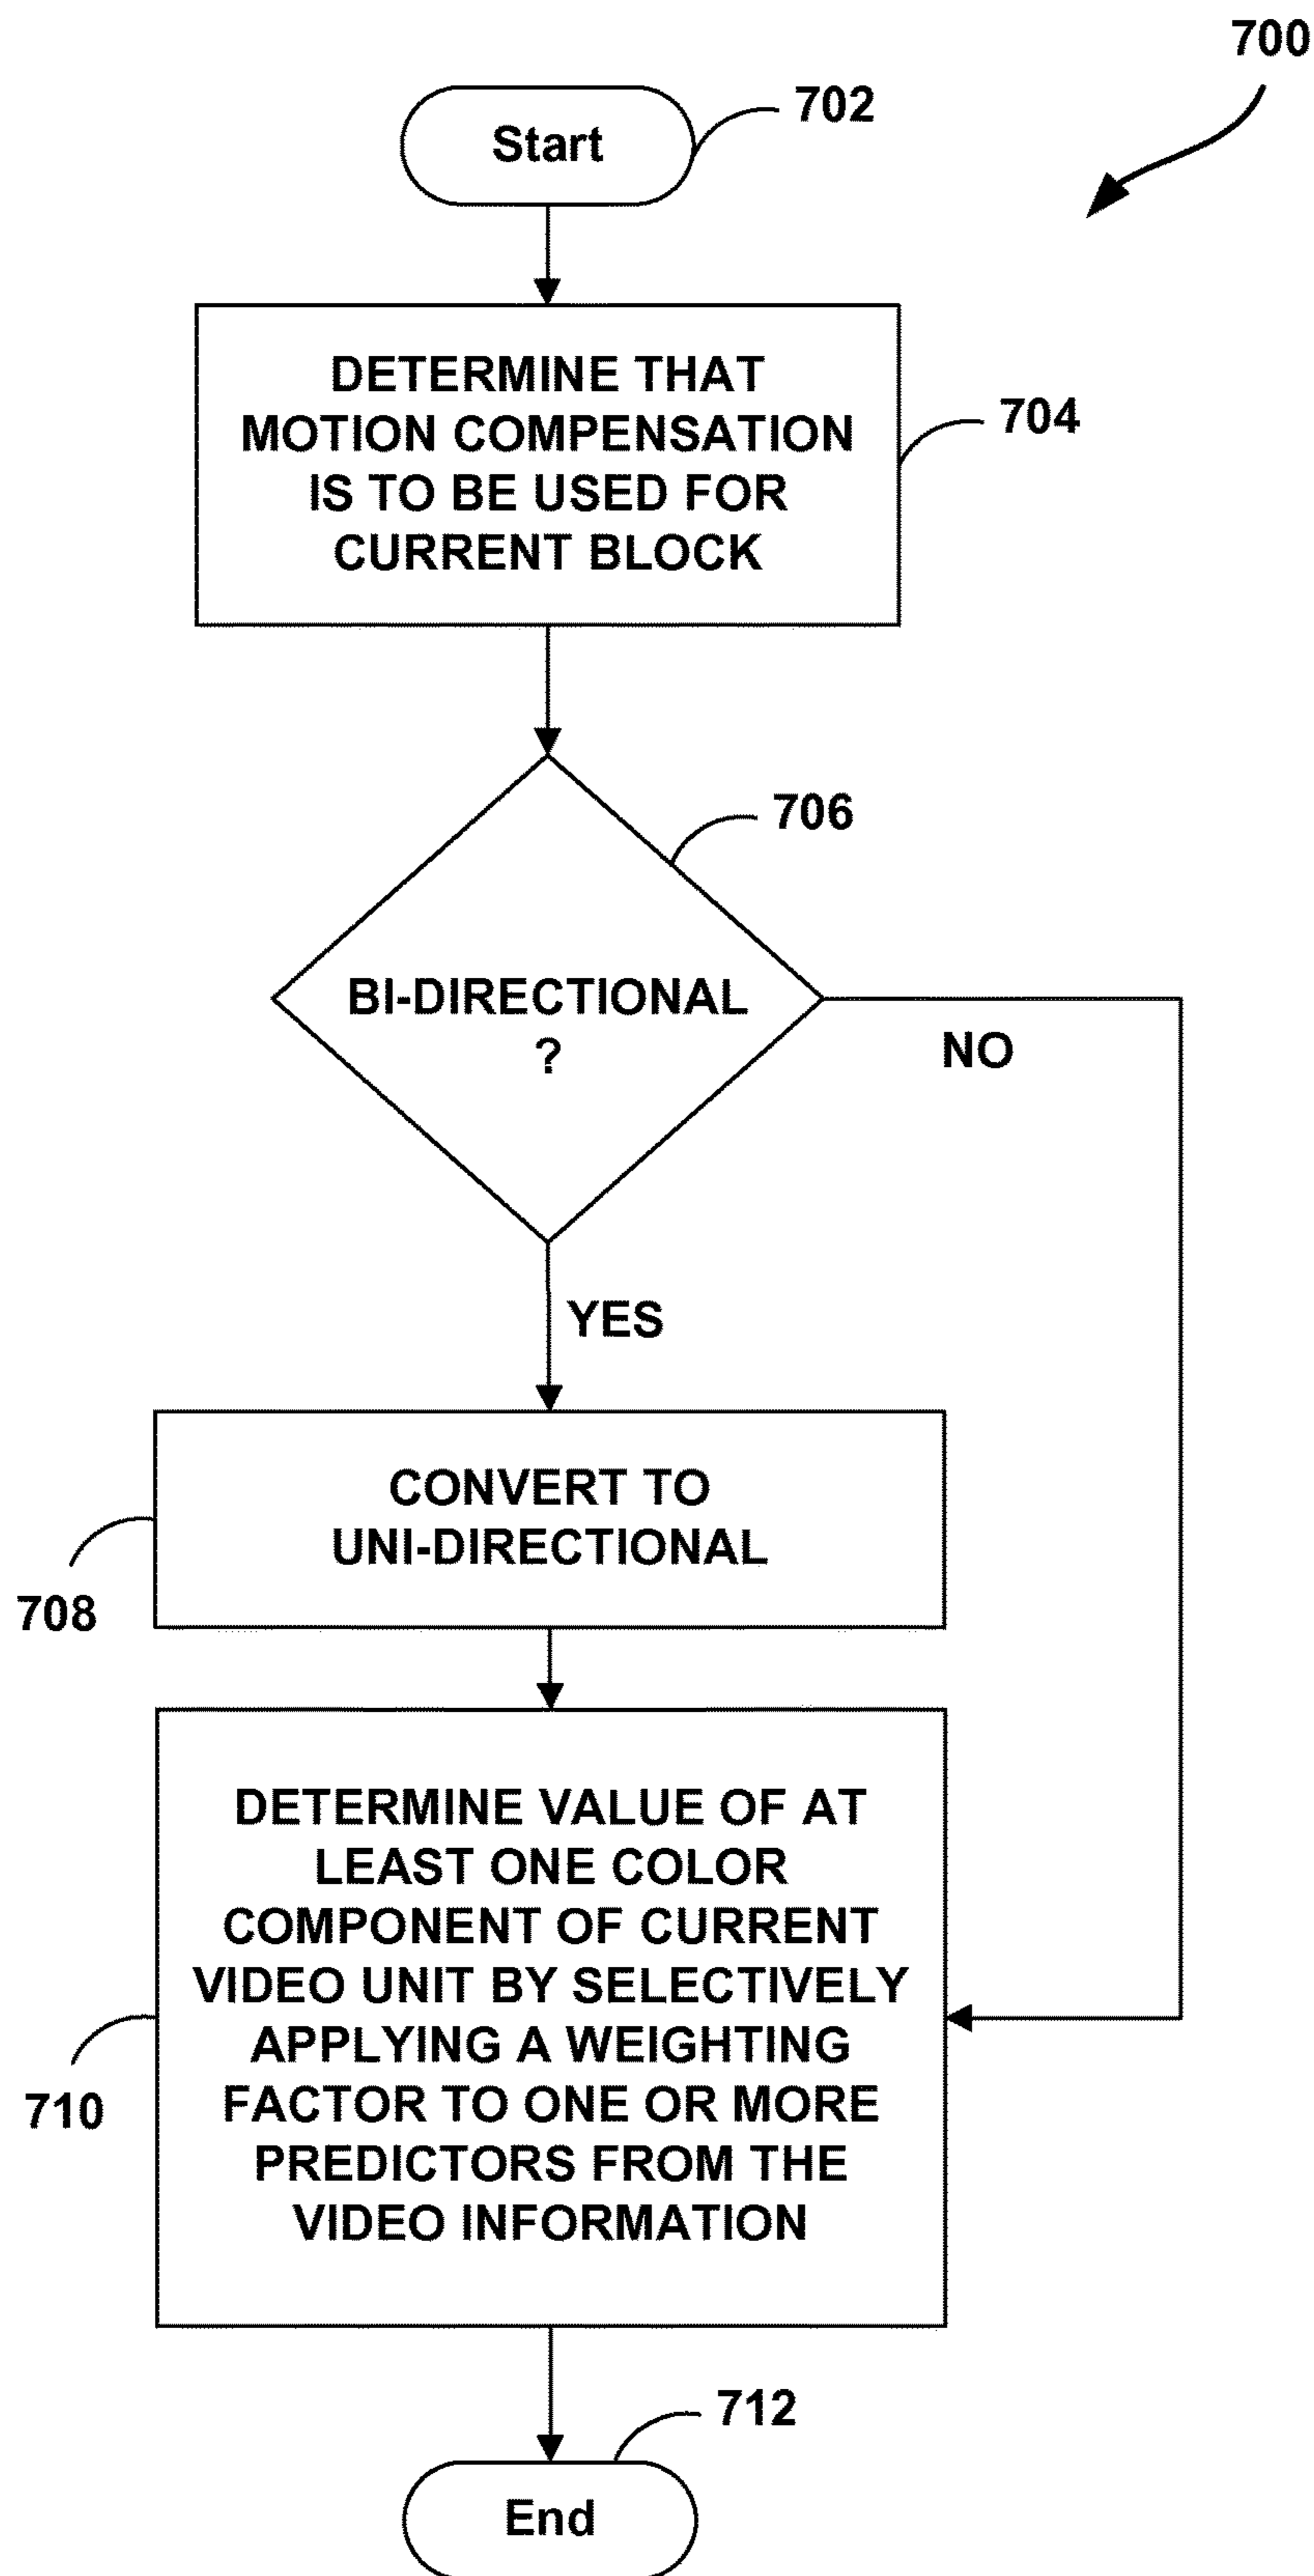 700
Start
702
DETERMINE THAT
MOTION COMPENSATION
IS TO BE USED FOR
CURRENT BLOCK
704
706
BI-DIRECTIONAL
?
NO
YES
CONVERT TO
UNI-DIRECTIONAL
708
DETERMINE VALUE OF AT
LEAST ONE COLOR
COMPONENT OF CURRENT
VIDEO UNIT BY SELECTIVELY
APPLYING A WEIGHTING
FACTOR TO ONE OR MORE
PREDICTORS FROM THE
VIDEO INFORMATION
710
712
End